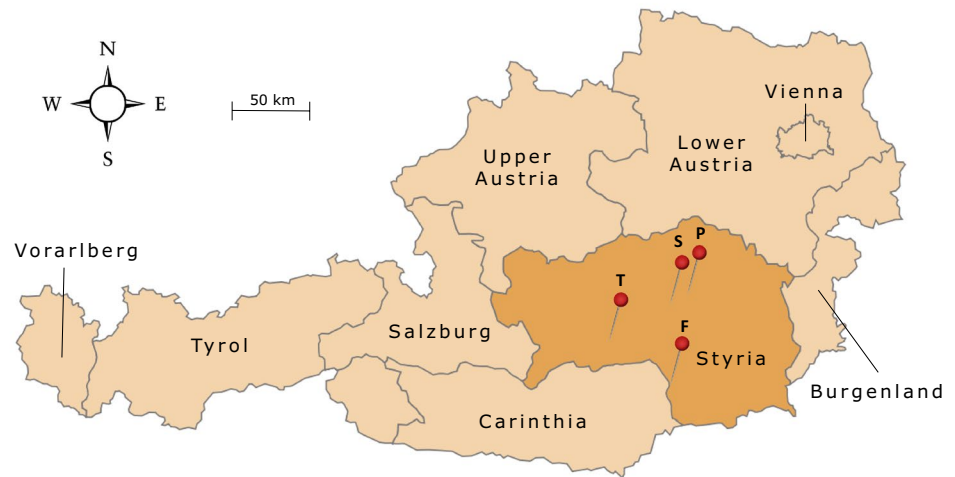 N
W
E
S
50 km
Vienna
Upper
Austria
Lower
Austria
Vorarlberg
S
P
T
F
Salzburg
Tyrol
Styria
Burgenland
Carinthia